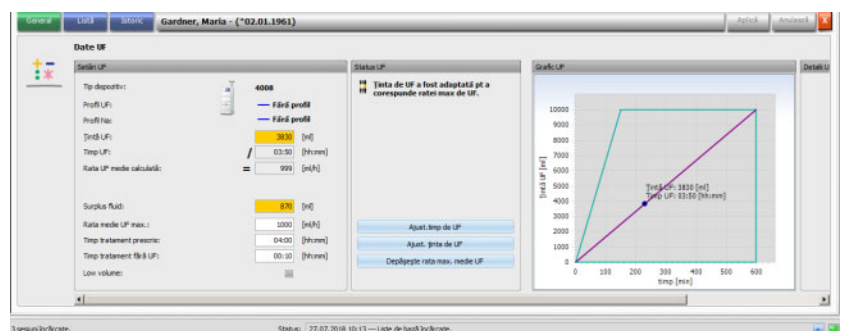 General Listă Istoric Gardner, Maria - (*02.01.1961) Aplică Anulează X
Date UF
Setări UF
Tip dispozitiv: 4008
Profil UF: Fără profil
Profil Na: Fără profil
Țintă UF: 3830 [ml]
Timp UF: / 03:50 [hh:mm]
Rata UF medie calculată: = 999 [ml/h]
Surplus fluid: 870 [ml]
Rata medie UF max.: 1000 [ml/h]
Timp tratament prescris: 04:00 [hh:mm]
Timp tratament fără UF: 00:10 [hh:mm]
Low volume:
Status UF
Ținta de UF a fost adaptată pt a
corespunde ratei max de UF.
Ajust.timp de UF
Ajust. ținta de UF
Depășește rata max. medie UF
Grafic UF
Țintă UF [ml]
10000
9000
8000
7000
6000
5000
4000
3000
2000
1000
0
Țintă UF: 3830 [ml]
Timp UF: 03:50 [hh:mm]
0 100 200 300 400 500 600
timp [min]
Detalii U
3 sesiuni încărcate. Status: 27.07.2018 10:13 --- Liste de bază încărcate.